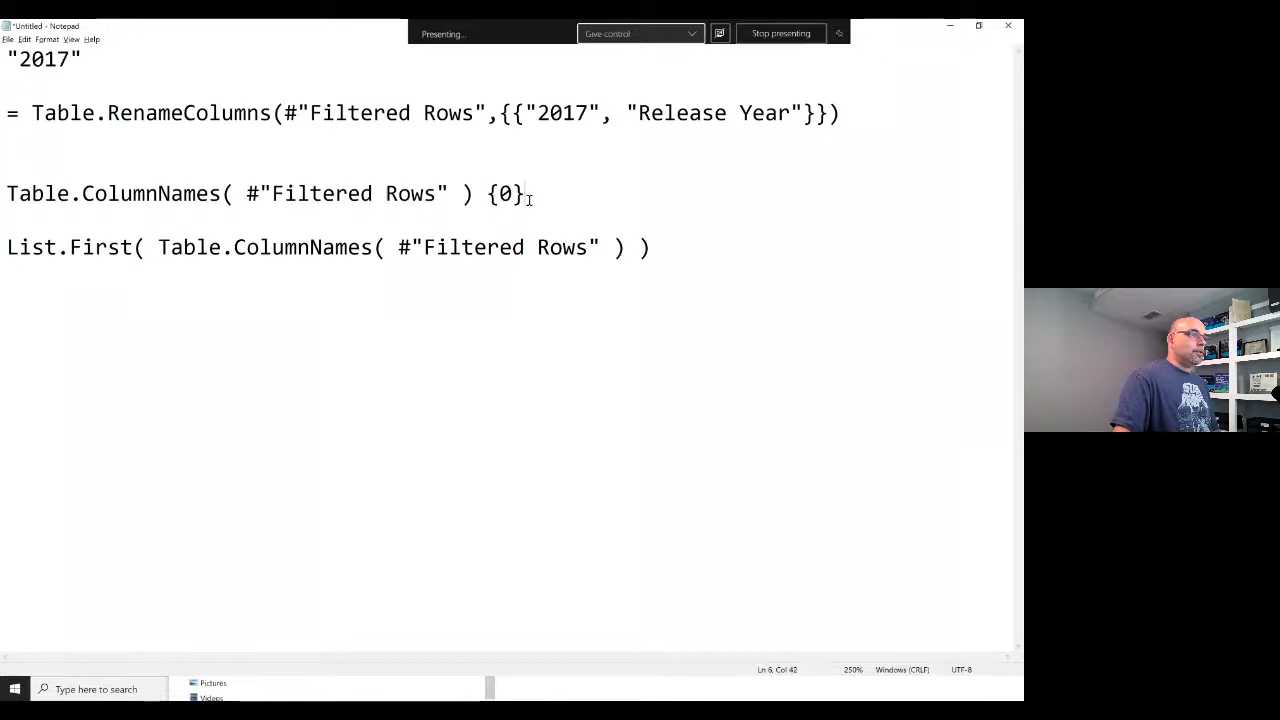 *Untitled - Notepad
File Edit Format View Help
Presenting...
Give control
Stop presenting
"2017"
= Table.RenameColumns(#"Filtered Rows",{{"2017", "Release Year"}})
Table.ColumnNames( #"Filtered Rows" ) {0}
List.First( Table.ColumnNames( #"Filtered Rows" ) )
Ln 6, Col 42
250%
Windows (CRLF)
UTF-8
Type here to search
Pictures
Videos